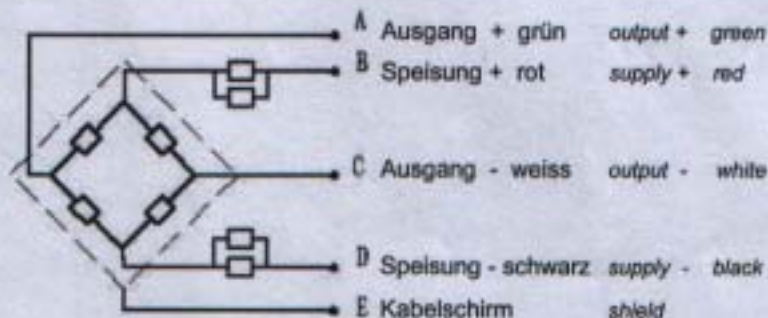 A Ausgang + grün output + green
B Speisung + rot supply + red
C Ausgang - weiss output - white
D Speisung - schwarz supply - black
E Kabelschirm shield